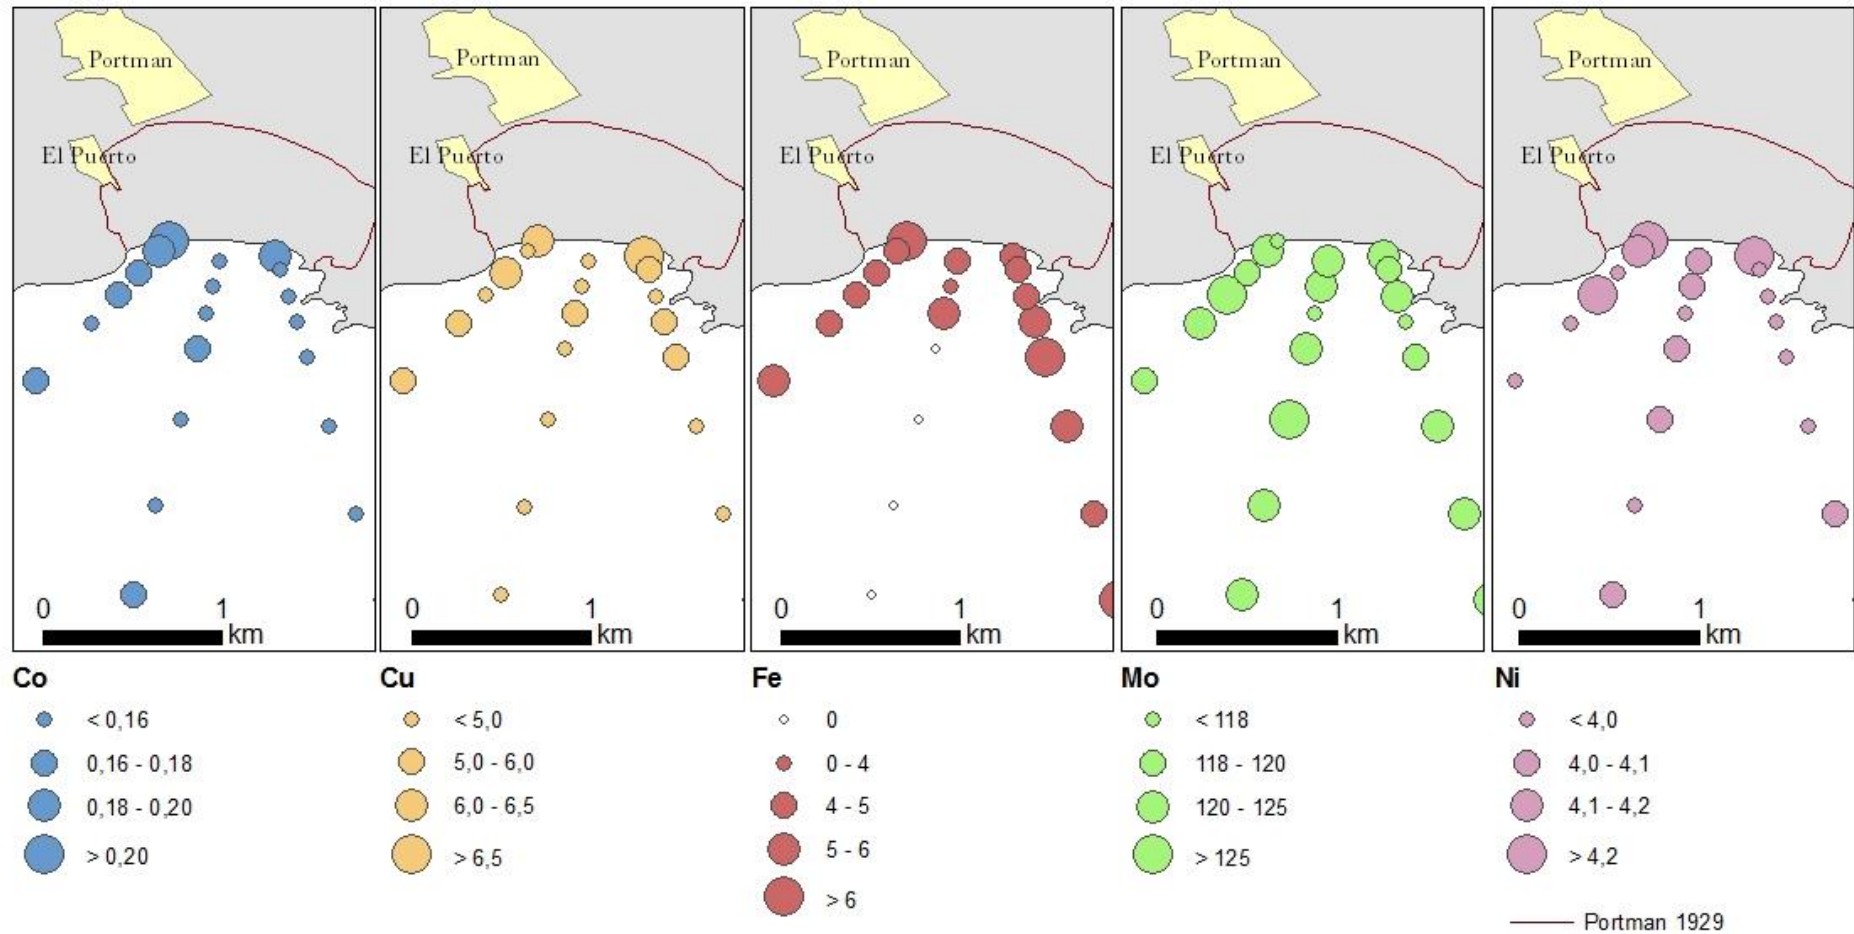 Portman
Portman
Portman
Portman
Portman
El Puerto
El Puerto
El Puerto
El Puerto
El Puerto
0 1 km
0 1 km
0 1 km
0 1 km
0 1 km
Co
< 0,16
0,16 - 0,18
0,18 - 0,20
> 0,20
Cu
< 5,0
5,0 - 6,0
6,0 - 6,5
> 6,5
Fe
0
0 - 4
4 - 5
5 - 6
> 6
Mo
< 118
118 - 120
120 - 125
> 125
Ni
< 4,0
4,0 - 4,1
4,1 - 4,2
> 4,2
Portman 1929